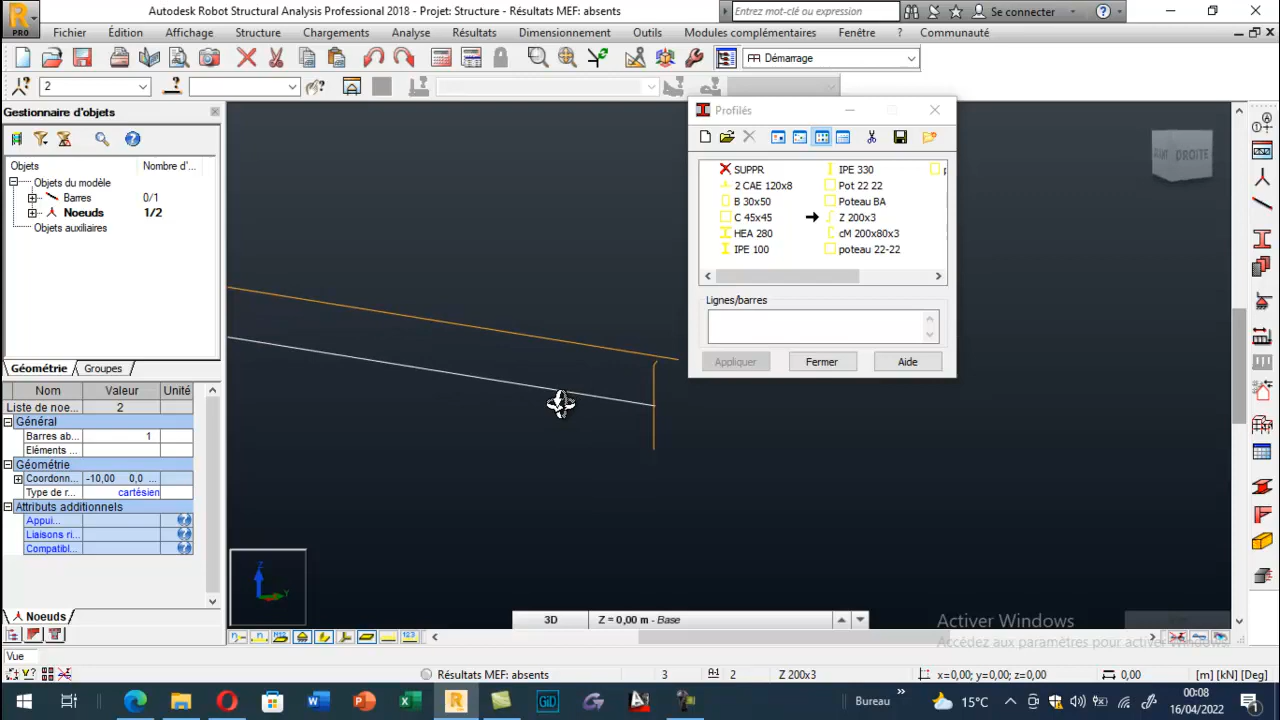 Autodesk Robot Structural Analysis Professional 2018 - Projet: Structure - Résultats MEF: absents
Entrez mot-clé ou expression
Se connecter
PRO
Fichier Édition Affichage Structure Chargements Analyse Résultats Dimensionnement Outils Modules complémentaires Fenêtre ? Communauté
Démarrage
2
Gestionnaire d'objets
Objets Nombre d'...
Objets du modèle
Barres 0/1
Noeuds 1/2
Objets auxiliaires
Géométrie Groupes
Nom Valeur Unité
Liste de noe... 2
Général
Barres ab... 1
Eléments ...
Géométrie
Coordonn... -10,00 0,0 ...
Type de r... cartésien
Attributs additionnels
Appui...
Liaisons ri...
Compatibl...
Noeuds
Vue
Profilés
SUPPR IPE 330
2 CAE 120x8 Pot 22 22
B 30x50 Poteau BA
C 45x45 Z 200x3
HEA 280 cM 200x80x3
IPE 100 poteau 22-22
Lignes/barres
Appliquer Fermer Aide
DROITE
Z
Y
3D Z = 0,00 m - Base
Activer Windows
Accédez aux paramètres pour activer Windows.
Résultats MEF: absents 3 2 Z 200x3 x=0,00; y=0,00; z=0,00 0,00 [m] [kN] [Deg]
Bureau 15°C 00:08
16/04/2022